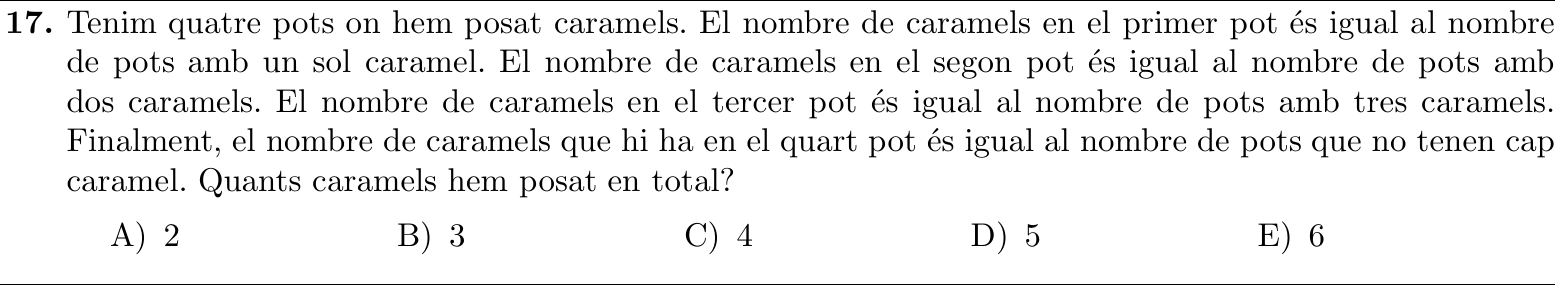 17. Tenim quatre pots on hem posat caramels. El nombre de caramels en el primer pot és igual al nombre
de pots amb un sol caramel. El nombre de caramels en el segon pot és igual al nombre de pots amb
dos caramels. El nombre de caramels en el tercer pot és igual al nombre de pots amb tres caramels.
Finalment, el nombre de caramels que hi ha en el quart pot és igual al nombre de pots que no tenen cap
caramel. Quants caramels hem posat en total?
A) 2 B) 3 C) 4 D) 5 E) 6